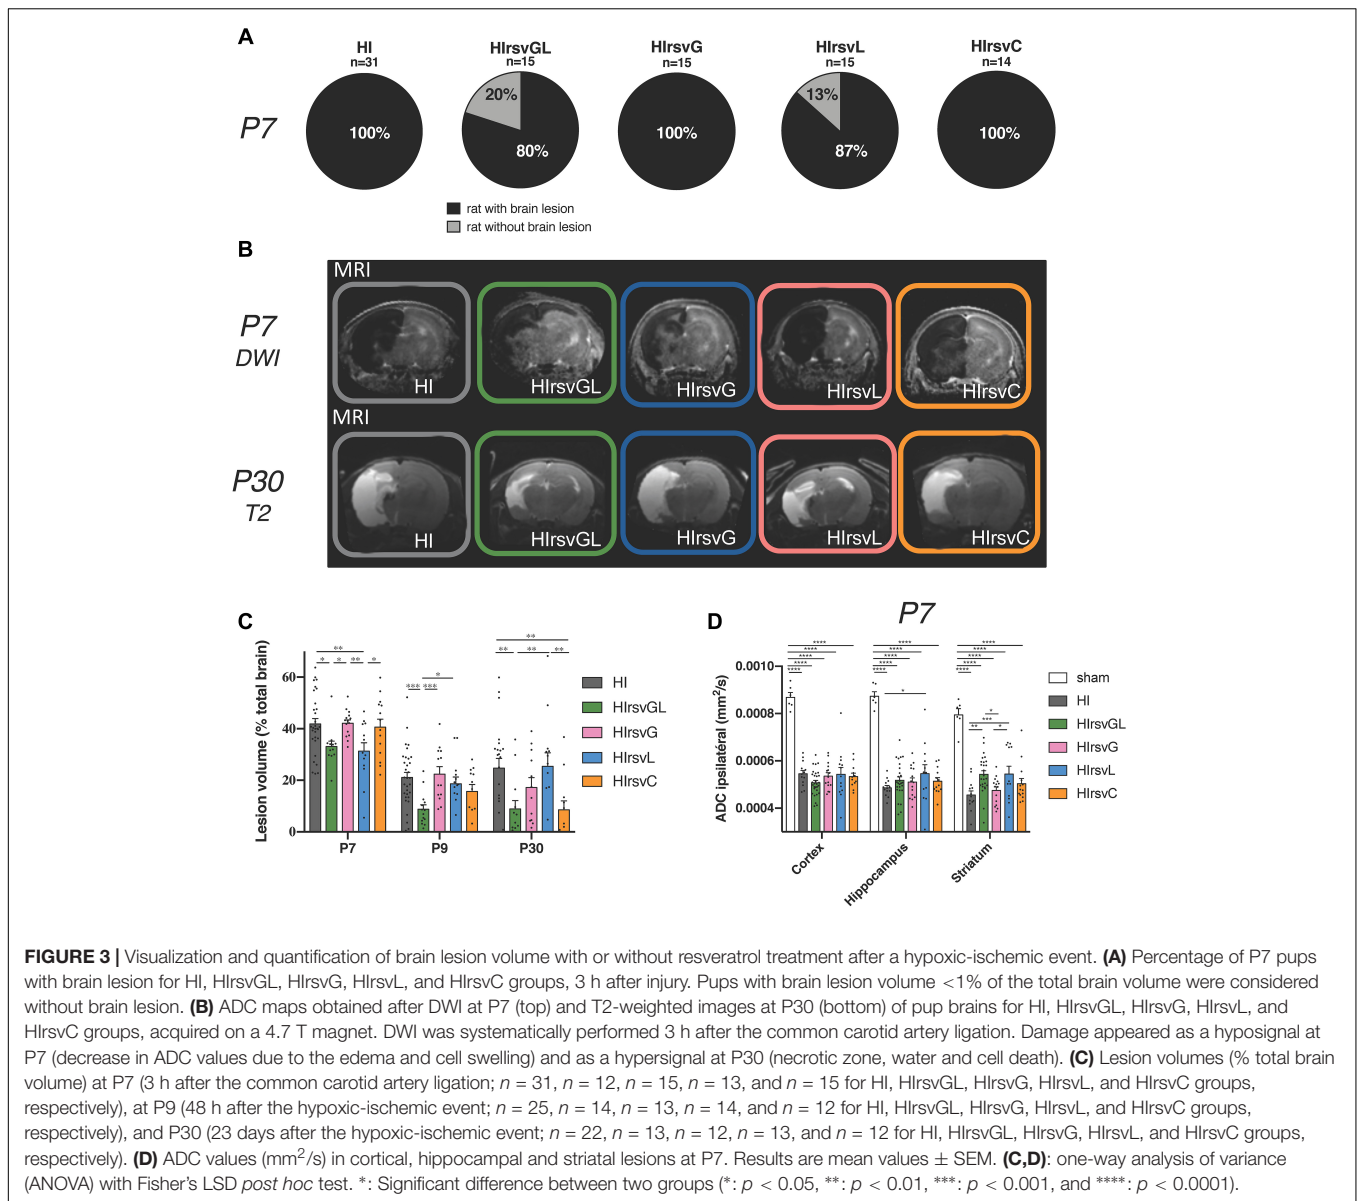 A
HI
n=31
HIrsvGL
n=15
HIrsvG
n=15
HIrsvL
n=15
HIrsvC
n=14
P7
100%
20%
80%
100%
13%
87%
100%
rat with brain lesion
rat without brain lesion
B
MRI
P7
DWI
HI
HIrsvGL
HIrsvG
HIrsvL
HIrsvC
MRI
P30
T2
HI
HIrsvGL
HIrsvG
HIrsvL
HIrsvC
C
Lesion volume (% total brain)
60
40
20
0
** * * ** *
*** *** *
** ** ** **
P7 P9 P30
HI
HIrsvGL
HIrsvG
HIrsvL
HIrsvC
D
P7
ADC ipsilatéral (mm2/s)
0.0010
0.0008
0.0006
0.0004
**** **** ****
**** **** ****
**** **** ****
**** **** ****
**** **** ****
*
*
***
** *
Cortex
Hippocampus
Striatum
sham
HI
HIrsvGL
HIrsvG
HIrsvL
HIrsvC
FIGURE 3 | Visualization and quantification of brain lesion volume with or without resveratrol treatment after a hypoxic-ischemic event. (A) Percentage of P7 pups
with brain lesion for HI, HIrsvGL, HIrsvG, HIrsvL, and HIrsvC groups, 3 h after injury. Pups with brain lesion volume <1% of the total brain volume were considered
without brain lesion. (B) ADC maps obtained after DWI at P7 (top) and T2-weighted images at P30 (bottom) of pup brains for HI, HIrsvGL, HIrsvG, HIrsvL, and
HIrsvC groups, acquired on a 4.7 T magnet. DWI was systematically performed 3 h after the common carotid artery ligation. Damage appeared as a hyposignal at
P7 (decrease in ADC values due to the edema and cell swelling) and as a hypersignal at P30 (necrotic zone, water and cell death). (C) Lesion volumes (% total brain
volume) at P7 (3 h after the common carotid artery ligation; n = 31, n = 12, n = 15, n = 13, and n = 15 for HI, HIrsvGL, HIrsvG, HIrsvL, and HIrsvC groups,
respectively), at P9 (48 h after the hypoxic-ischemic event; n = 25, n = 14, n = 13, n = 14, and n = 12 for HI, HIrsvGL, HIrsvG, HIrsvL, and HIrsvC groups,
respectively), and P30 (23 days after the hypoxic-ischemic event; n = 22, n = 13, n = 12, n = 13, and n = 12 for HI, HIrsvGL, HIrsvG, HIrsvL, and HIrsvC groups,
respectively). (D) ADC values (mm2/s) in cortical, hippocampal and striatal lesions at P7. Results are mean values ± SEM. (C,D): one-way analysis of variance
(ANOVA) with Fisher's LSD post hoc test. *: Significant difference between two groups (*: p < 0.05, **: p < 0.01, ***: p < 0.001, and ****: p < 0.0001).